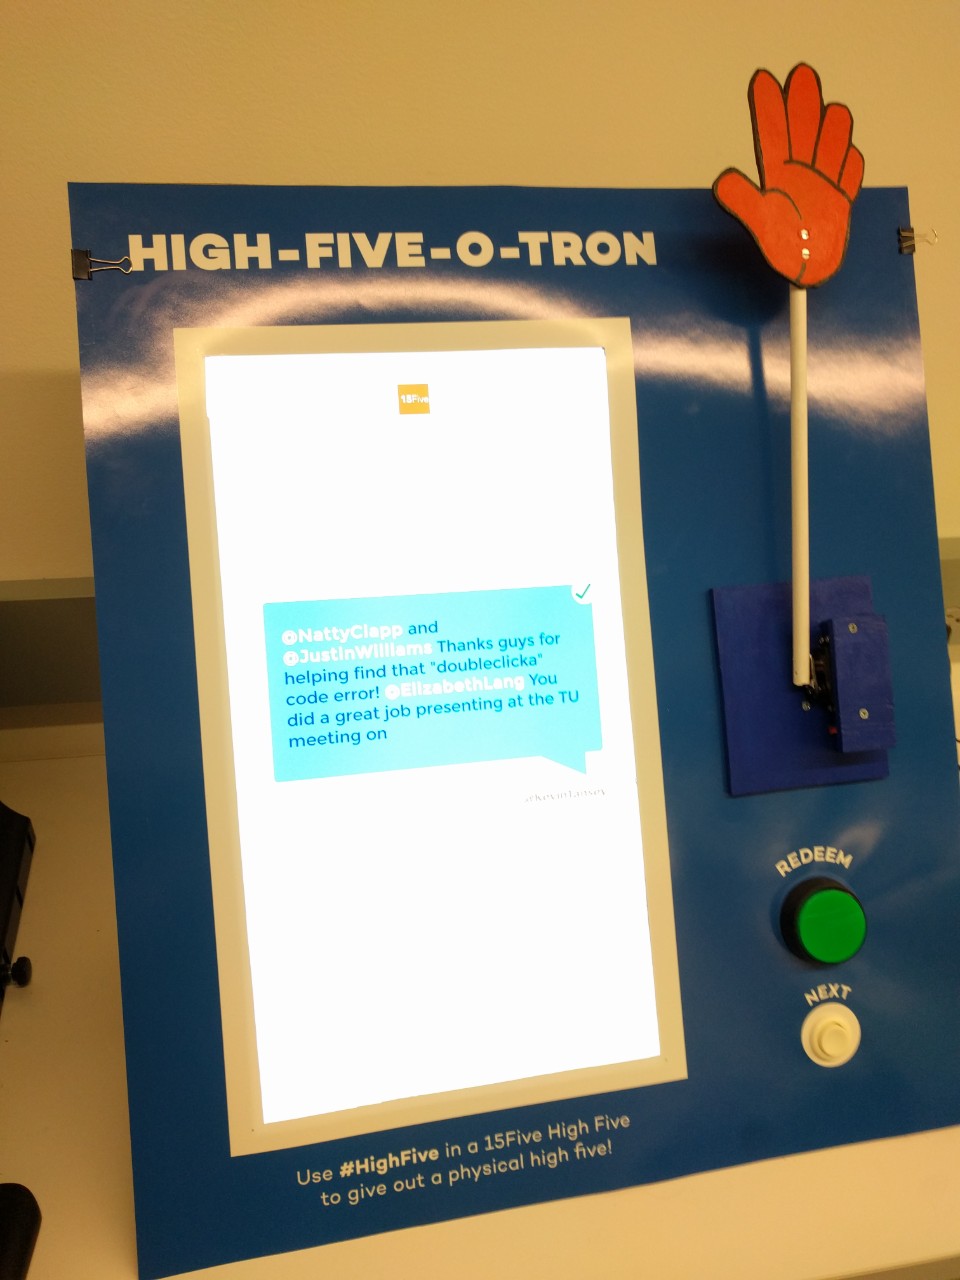 HIGH-FIVE-O-TRON
15Five
@NattyClapp and
@JustinWilliams Thanks guys for
helping find that "doubleclicka"
code error! @ElizabethLang You
did a great job presenting at the TU
meeting on
@KevinTansey
REDEEM
NEXT
Use #HighFive in a 15Five High Five
to give out a physical high five!